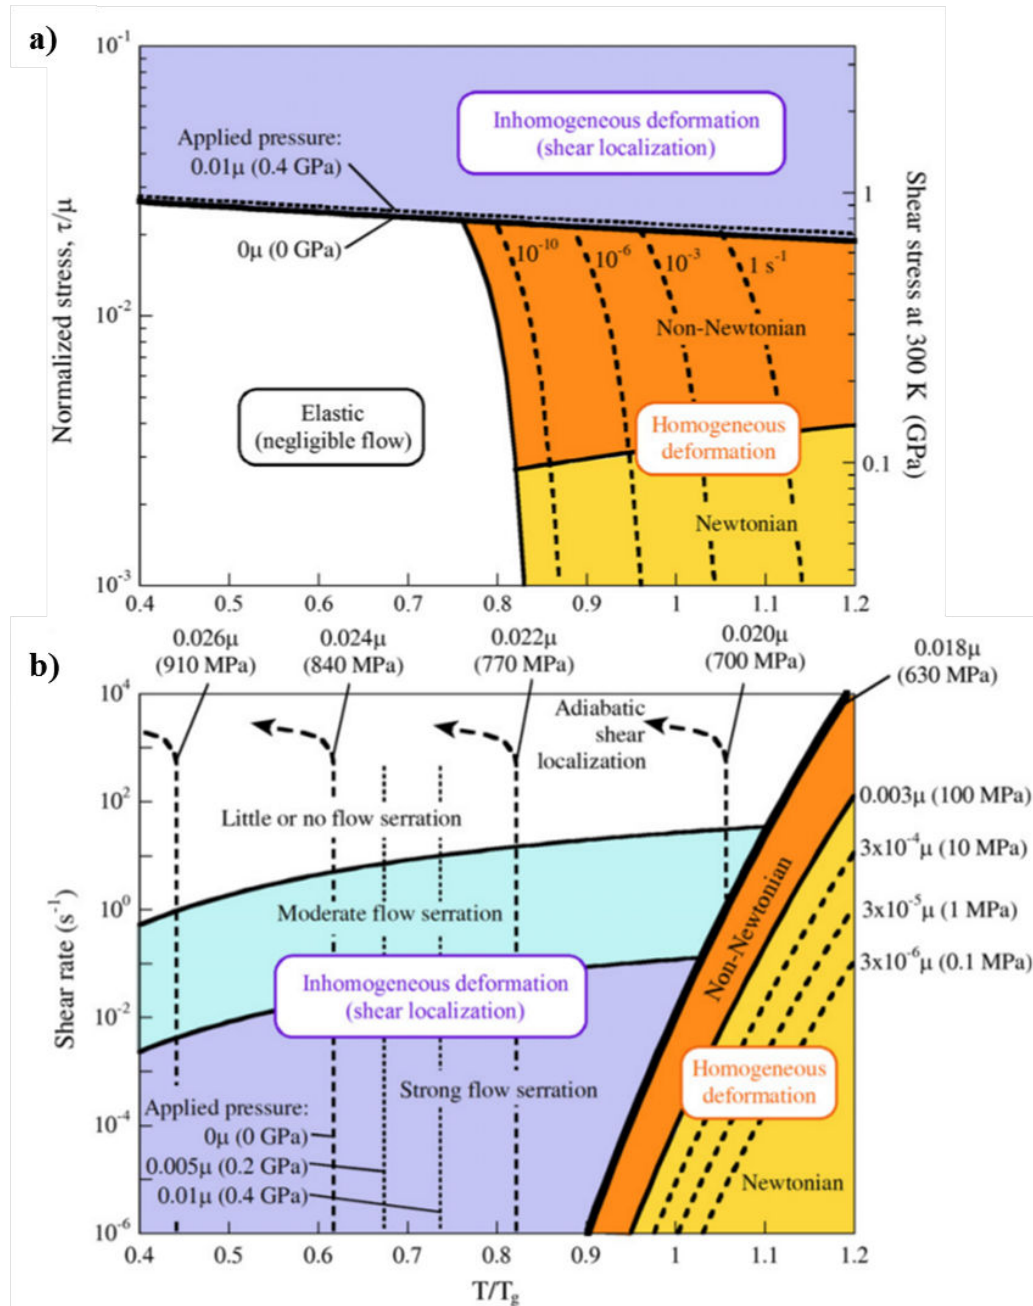 a)
10⁻¹
10⁻²
10⁻³
Normalized stress, τ/μ
Applied pressure:
0.01μ (0.4 GPa)
0μ (0 GPa)
Inhomogeneous deformation
(shear localization)
10⁻¹⁰
10⁻⁶
10⁻³
1 s⁻¹
Non-Newtonian
Elastic
(negligible flow)
Homogeneous
deformation
Newtonian
1
0.1
Shear stress at 300 K (GPa)
0.4 0.5 0.6 0.7 0.8 0.9 1 1.1 1.2
b)
0.026μ
(910 MPa)
0.024μ
(840 MPa)
0.022μ
(770 MPa)
0.020μ
(700 MPa)
0.018μ
(630 MPa)
10⁴
10²
10⁰
10⁻²
10⁻⁴
10⁻⁶
Shear rate (s⁻¹)
Adiabatic
shear
localization
Little or no flow serration
Moderate flow serration
Inhomogeneous deformation
(shear localization)
Strong flow serration
Applied pressure:
0μ (0 GPa)
0.005μ (0.2 GPa)
0.01μ (0.4 GPa)
Non-Newtonian
Homogeneous
deformation
Newtonian
0.003μ (100 MPa)
3x10⁻⁴μ (10 MPa)
3x10⁻⁵μ (1 MPa)
3x10⁻⁶μ (0.1 MPa)
0.4 0.5 0.6 0.7 0.8 0.9 1 1.1 1.2
T/Tg